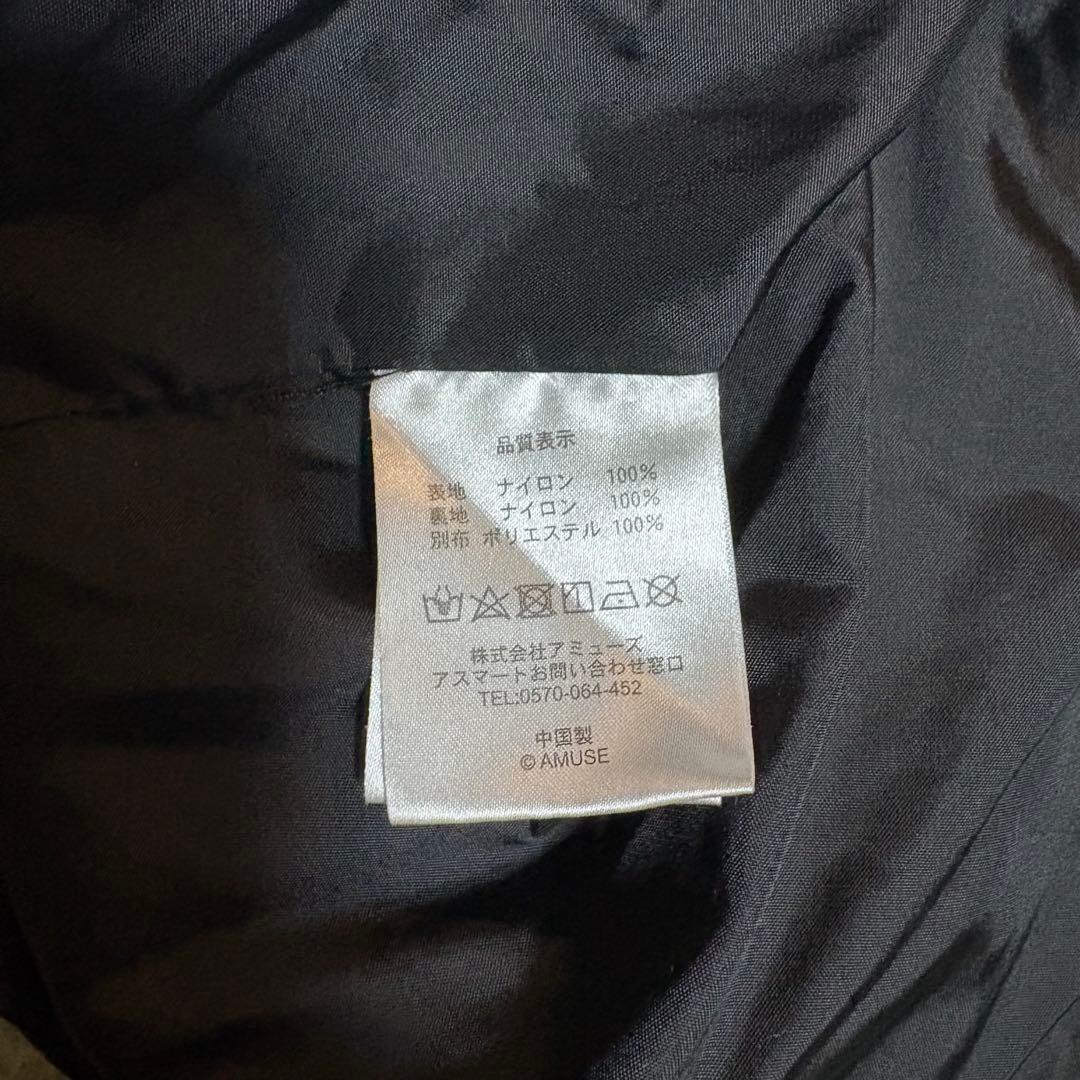 品質表示
表地 ナイロン 100%
裏地 ナイロン 100%
別布 ポリエステル 100%
株式会社アミューズ
アスマートお問い合わせ窓口
TEL:0570-064-452
中国製
©AMUSE